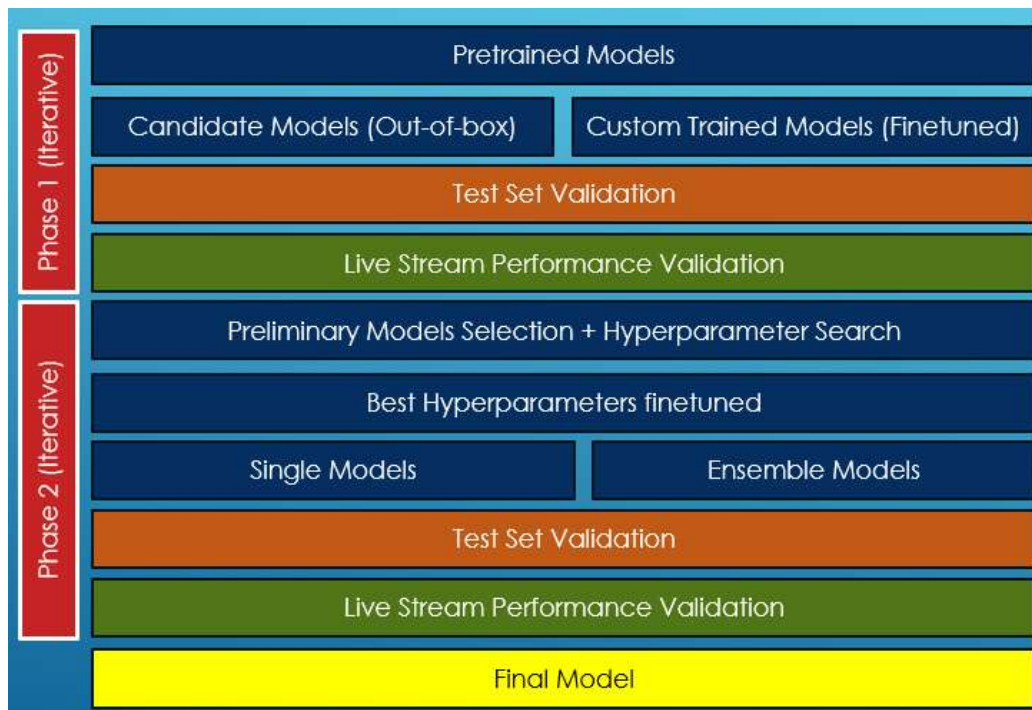 Phase 1 (Iterative)
Pretrained Models
Candidate Models (Out-of-box)
Custom Trained Models (Finetuned)
Test Set Validation
Live Stream Performance Validation
Phase 2 (Iterative)
Preliminary Models Selection + Hyperparameter Search
Best Hyperparameters finetuned
Single Models
Ensemble Models
Test Set Validation
Live Stream Performance Validation
Final Model